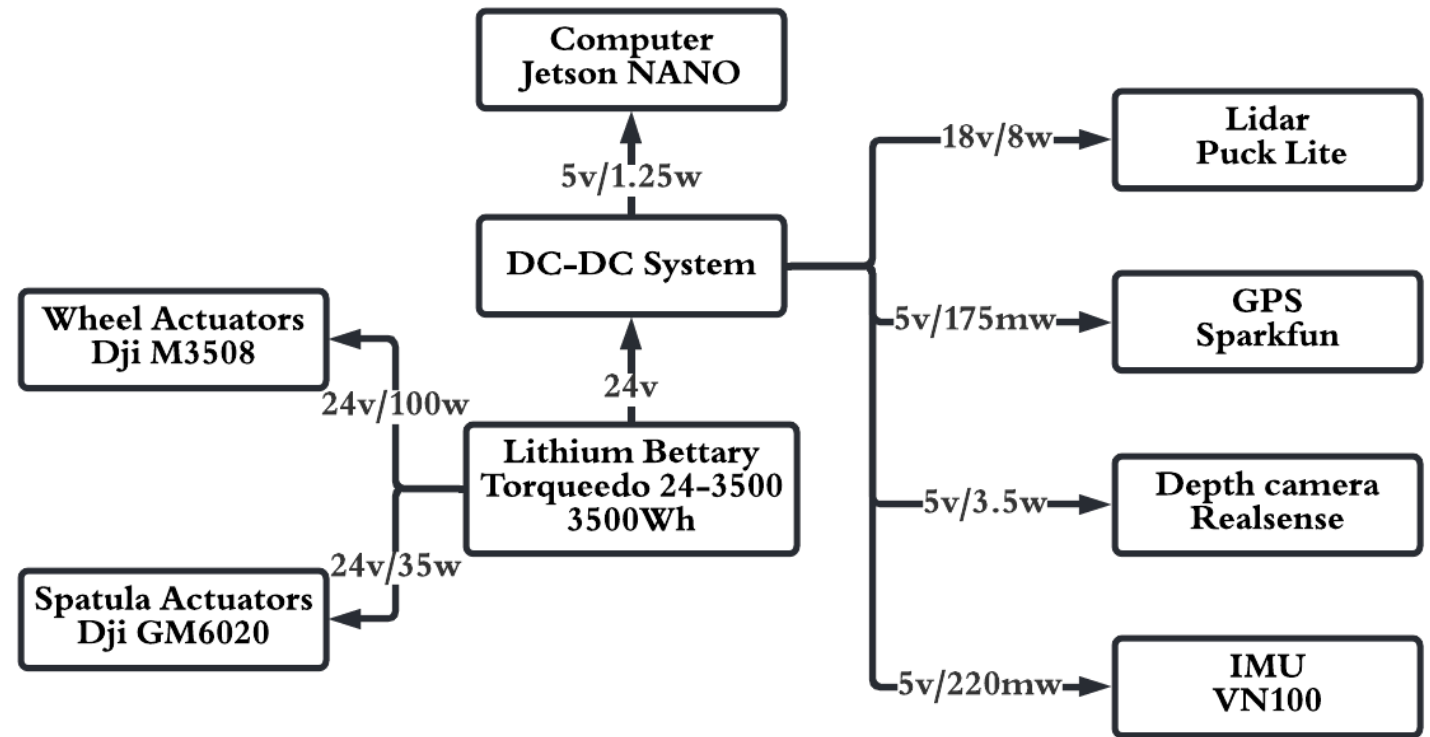 Computer
Jetson NANO
5v/1.25w
DC-DC System
24v
Lithium Bettary
Torqueedo 24-3500
3500Wh
Wheel Actuators
Dji M3508
24v/100w
24v/35w
Spatula Actuators
Dji GM6020
18v/8w
Lidar
Puck Lite
5v/175mw
GPS
Sparkfun
5v/3.5w
Depth camera
Realsense
5v/220mw
IMU
VN100